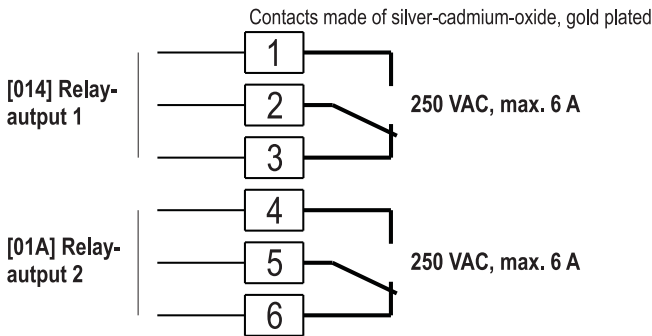 Contacts made of silver-cadmium-oxide, gold plated
1
[014] Relay-
autput 1
2
250 VAC, max. 6 A
3
4
[01A] Relay-
autput 2
5
250 VAC, max. 6 A
6